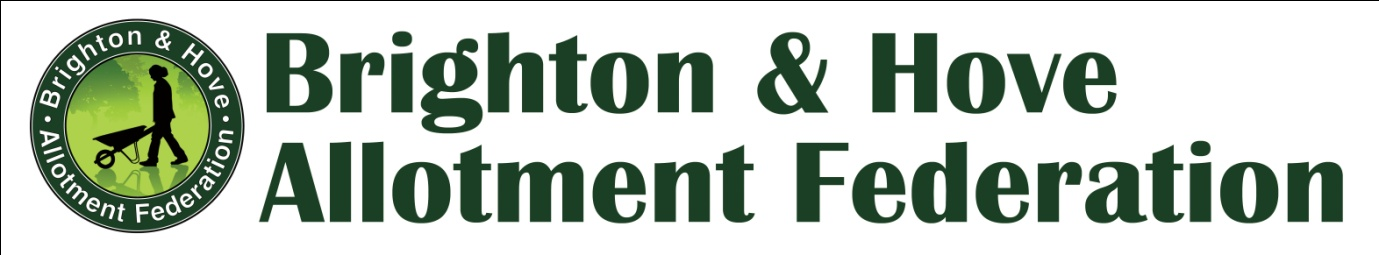 Brighton & Hove
• Allotment Federation •
Brighton & Hove
Allotment Federation